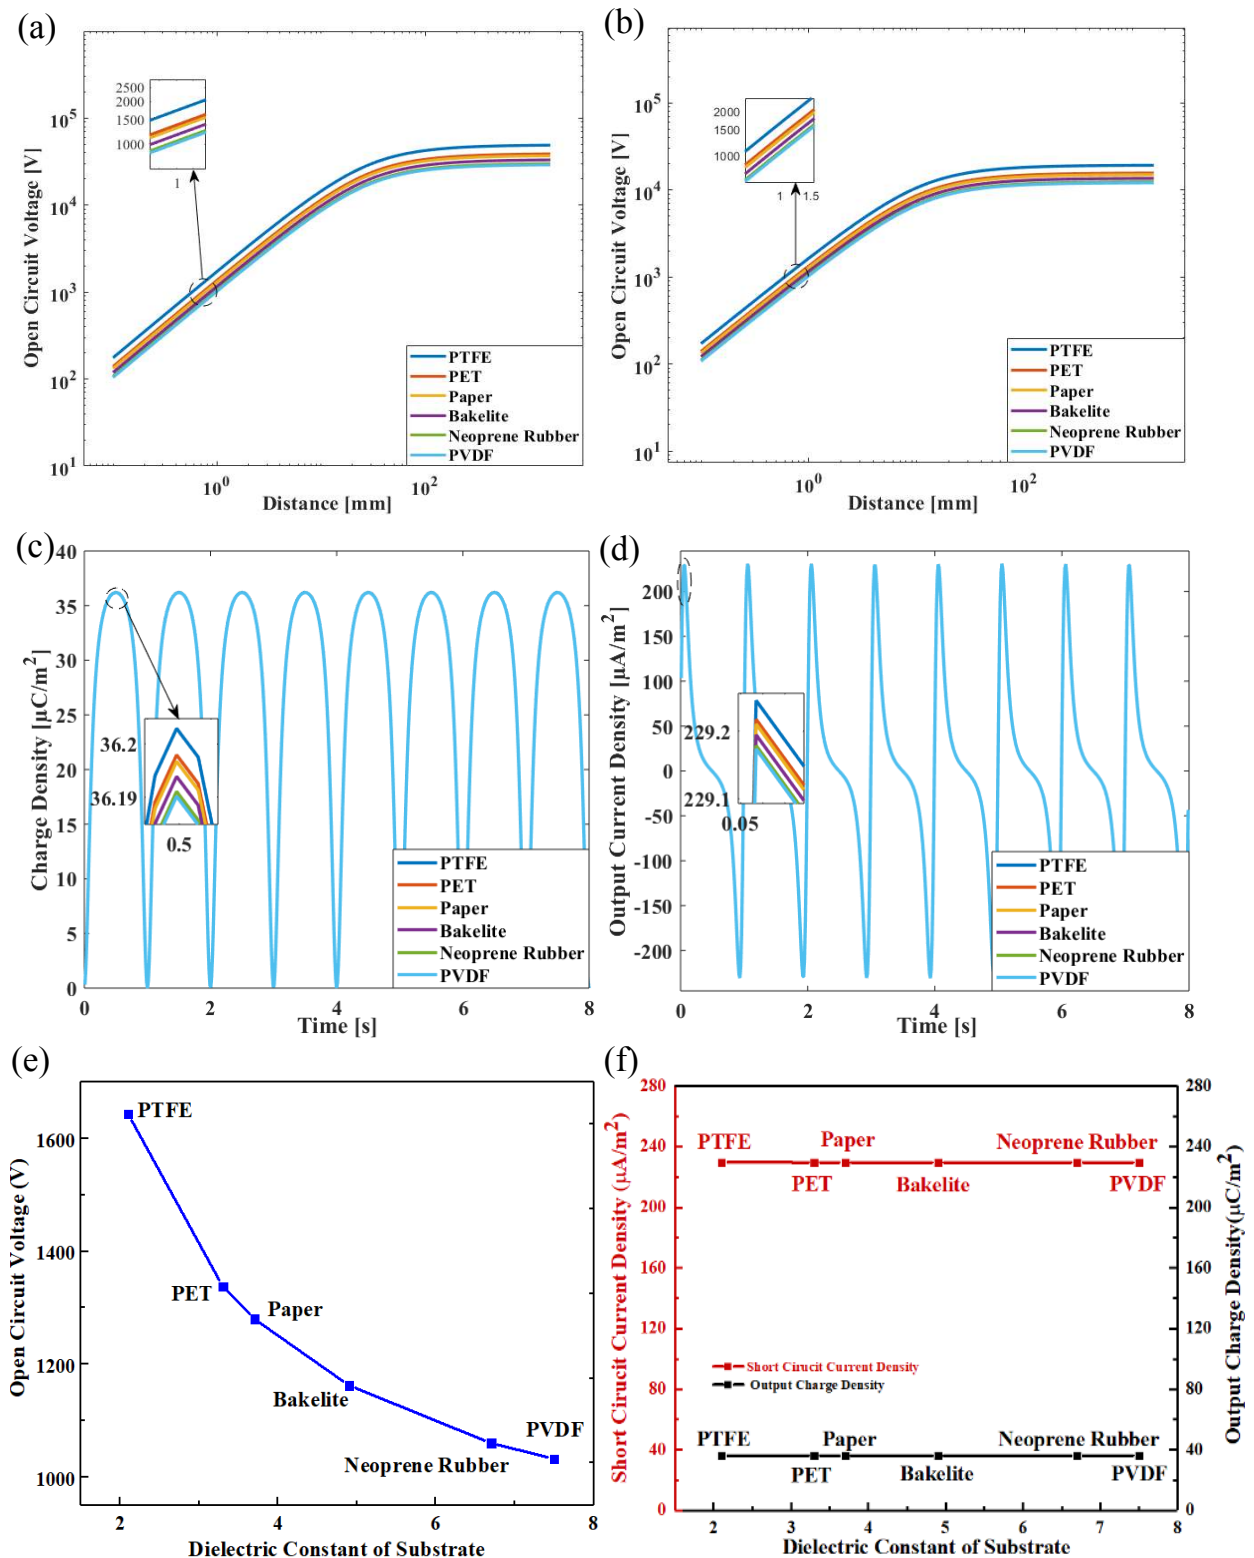 (a)
10^5
10^4
10^3
10^2
10^1
Open Circuit Voltage [V]
2500
2000
1500
1000
1
PTFE
PET
Paper
Bakelite
Neoprene Rubber
PVDF
10^0
10^2
Distance [mm]
(b)
10^5
10^4
10^3
10^2
10^1
Open Circuit Voltage [V]
2000
1500
1000
1 1.5
PTFE
PET
Paper
Bakelite
Neoprene Rubber
PVDF
10^0
10^2
Distance [mm]
(c)
40
35
30
25
20
15
10
5
0
Charge Density [μC/m^2]
36.2
36.19
0.5
PTFE
PET
Paper
Bakelite
Neoprene Rubber
PVDF
0 2 4 6 8
Time [s]
(d)
200
150
100
50
0
-50
-100
-150
-200
Output Current Density [μA/m^2]
229.2
229.1
0.05
PTFE
PET
Paper
Bakelite
Neoprene Rubber
PVDF
0 2 4 6 8
Time [s]
(e)
1600
1400
1200
1000
Open Circuit Voltage (V)
PTFE
PET
Paper
Bakelite
Neoprene Rubber
PVDF
2 4 6 8
Dielectric Constant of Substrate
(f)
280
240
200
160
120
80
40
0
Short Cirucit Current Density (μA/m^2)
PTFE
PET
Paper
Bakelite
Neoprene Rubber
PVDF
Short Cirucit Current Density
Output Charge Density
PTFE
PET
Paper
Bakelite
Neoprene Rubber
PVDF
280
240
200
160
120
80
40
0
Output Charge Density(μC/m^2)
2 3 4 5 6 7 8
Dielectric Constant of Substrate